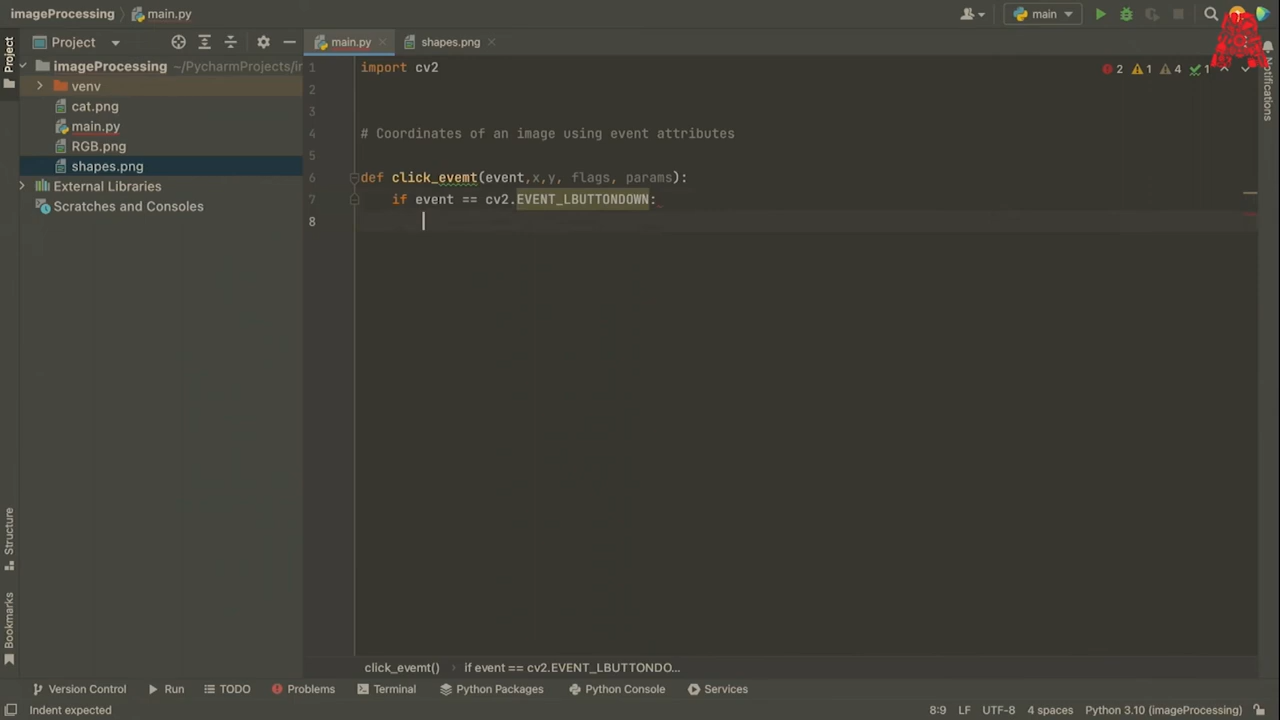 imageProcessing main.py
main
Project
main.py
shapes.png
Project
imageProcessing ~/PycharmProjects/i
venv
cat.png
main.py
RGB.png
shapes.png
External Libraries
Scratches and Consoles
1 import cv2
2
3
4 # Coordinates of an image using event attributes
5
6 def click_evemt(event,x,y, flags, params):
7 if event == cv2.EVENT_LBUTTONDOWN:
8
2 1 4 1
Notifications
Structure
Bookmarks
click_evemt() if event == cv2.EVENT_LBUTTONDO...
Version Control Run TODO Problems Terminal Python Packages Python Console Services
Indent expected 8:9 LF UTF-8 4 spaces Python 3.10 (imageProcessing)